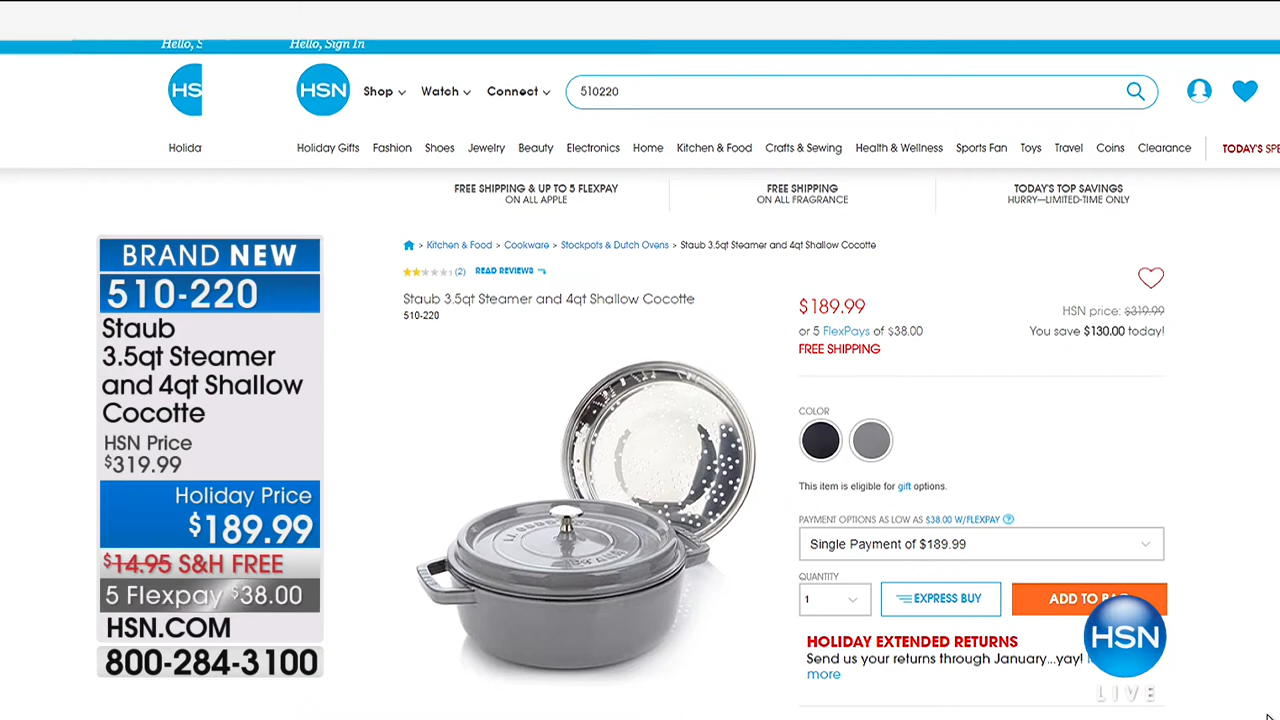 Hello, S
Hello, Sign In
HS
HSN
Shop
Watch
Connect
510220
Holida
Holiday Gifts
Fashion
Shoes
Jewelry
Beauty
Electronics
Home
Kitchen & Food
Crafts & Sewing
Health & Wellness
Sports Fan
Toys
Travel
Coins
Clearance
TODAY'S SPE
FREE SHIPPING & UP TO 5 FLEXPAY
ON ALL APPLE
FREE SHIPPING
ON ALL FRAGRANCE
TODAY'S TOP SAVINGS
HURRY—LIMITED-TIME ONLY
BRAND NEW
510-220
Staub
3.5qt Steamer
and 4qt Shallow
Cocotte
HSN Price
$319.99
Holiday Price
$189.99
$14.95 S&H FREE
5 Flexpay $38.00
HSN.COM
800-284-3100
> Kitchen & Food > Cookware > Stockpots & Dutch Ovens > Staub 3.5qt Steamer and 4qt Shallow Cocotte
(2) READ REVIEWS
Staub 3.5qt Steamer and 4qt Shallow Cocotte
510-220
$189.99
or 5 FlexPays of $38.00
FREE SHIPPING
HSN price: $319.99
You save $130.00 today!
COLOR
This item is eligible for gift options.
PAYMENT OPTIONS AS LOW AS $38.00 W/FLEXPAY ?
Single Payment of $189.99
QUANTITY
1
EXPRESS BUY
ADD TO BAG
HOLIDAY EXTENDED RETURNS
Send us your returns through January...yay!
more
HSN
LIVE